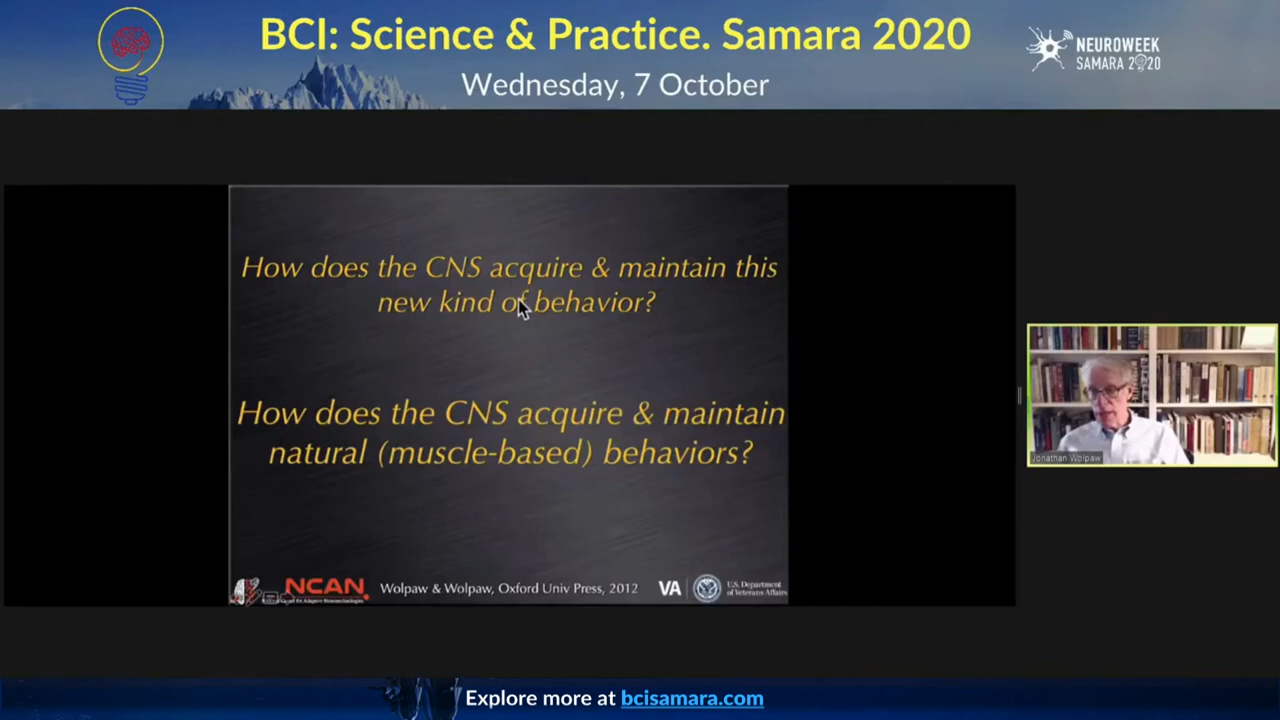 BCI: Science & Practice. Samara 2020
Wednesday, 7 October
NEUROWEEK
SAMARA 2020
How does the CNS acquire & maintain this
new kind of behavior?
How does the CNS acquire & maintain
natural (muscle-based) behaviors?
NCAN
Wolpaw & Wolpaw, Oxford Univ Press, 2012
VA
U.S. Department
of Veterans Affairs
Jonathan Wolpaw
Explore more at bcisamara.com